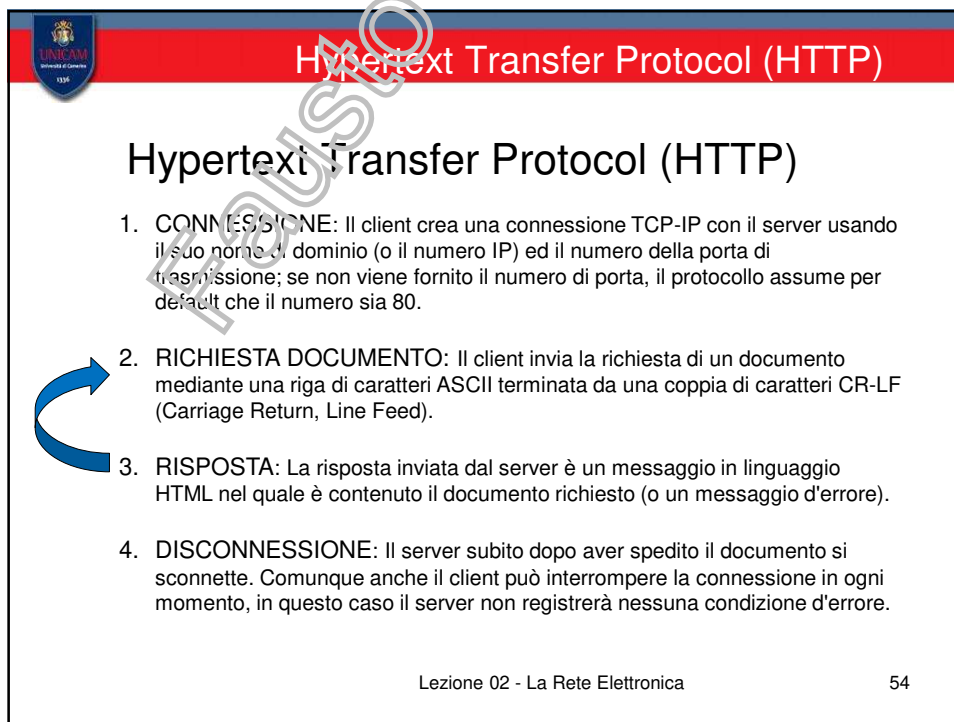 UNICAM
Università di Camerino
1336
Hypertext Transfer Protocol (HTTP)
Fausto
Hypertext Transfer Protocol (HTTP)
1. CONNESSIONE: Il client crea una connessione TCP-IP con il server usando
il suo nome di dominio (o il numero IP) ed il numero della porta di
trasmissione; se non viene fornito il numero di porta, il protocollo assume per
default che il numero sia 80.
2. RICHIESTA DOCUMENTO: Il client invia la richiesta di un documento
mediante una riga di caratteri ASCII terminata da una coppia di caratteri CR-LF
(Carriage Return, Line Feed).
3. RISPOSTA: La risposta inviata dal server è un messaggio in linguaggio
HTML nel quale è contenuto il documento richiesto (o un messaggio d'errore).
4. DISCONNESSIONE: Il server subito dopo aver spedito il documento si
sconnette. Comunque anche il client può interrompere la connessione in ogni
momento, in questo caso il server non registrerà nessuna condizione d'errore.
Lezione 02 - La Rete Elettronica
54